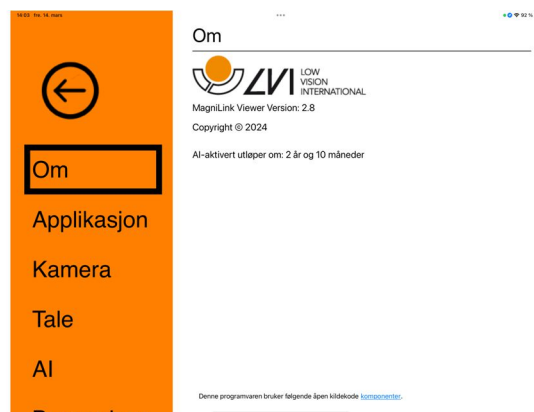 14:03 fre. 14. mars
92 %
Om
LVI LOW
VISION
INTERNATIONAL
MagniLink Viewer Version: 2.8
Copyright © 2024
AI-aktivert utløper om: 2 år og 10 måneder
Om
Applikasjon
Kamera
Tale
AI
Denne programvaren bruker følgende åpen kildekode komponenter.